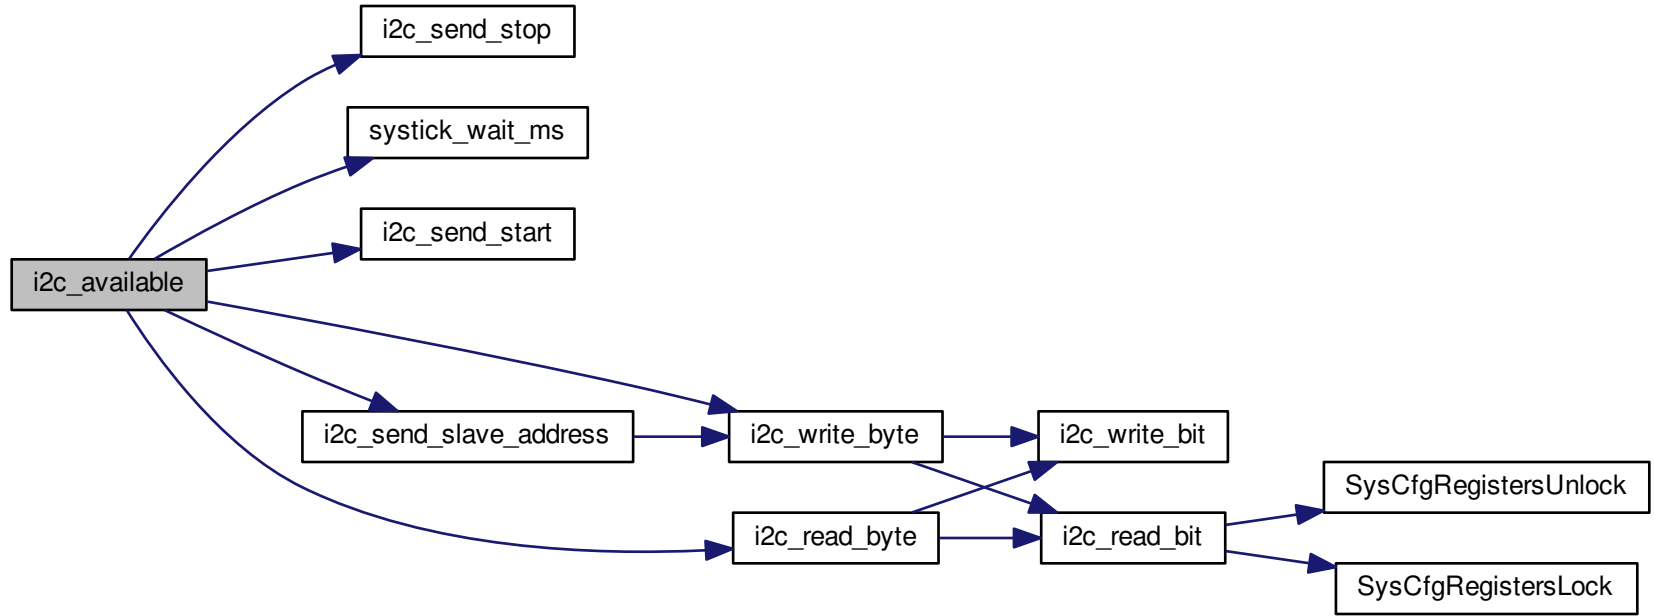 i2c_send_stop
systick_wait_ms
i2c_send_start
i2c_available
i2c_send_slave_address
i2c_write_byte
i2c_write_bit
SysCfgRegistersUnlock
i2c_read_byte
i2c_read_bit
SysCfgRegistersLock